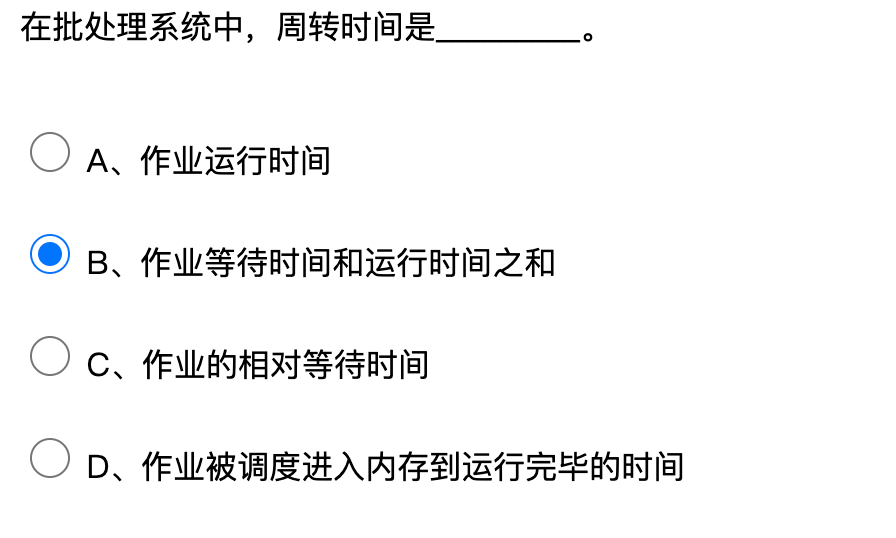 在批处理系统中，周转时间是_________。
A、作业运行时间
B、作业等待时间和运行时间之和
C、作业的相对等待时间
D、作业被调度进入内存到运行完毕的时间